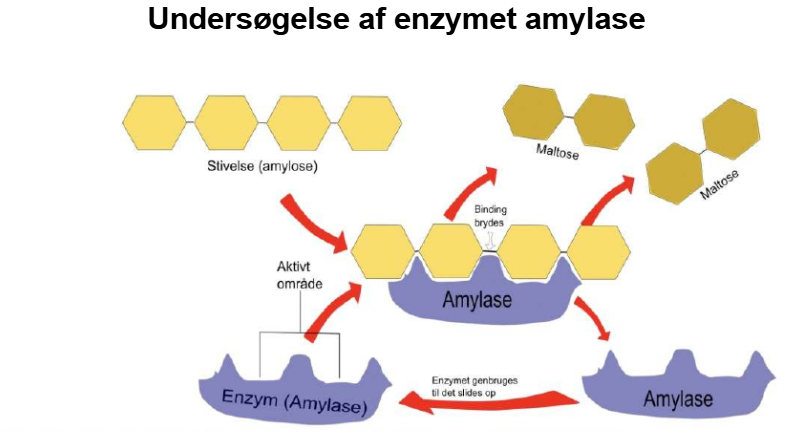 Undersøgelse af enzymet amylase
Stivelse (amylose)
Maltose
Maltose
Binding
brydes
Aktivt
område
Amylase
Enzym (Amylase)
Enzymet genbruges
til det slides op
Amylase